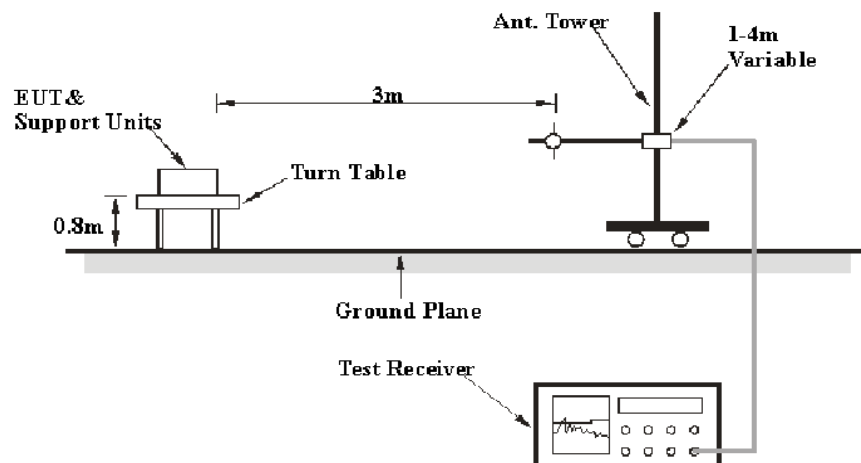 Ant. Tower
1-4m
Variable
3m
EUT&
Support Units
Turn Table
0.8m
Ground Plane
Test Receiver